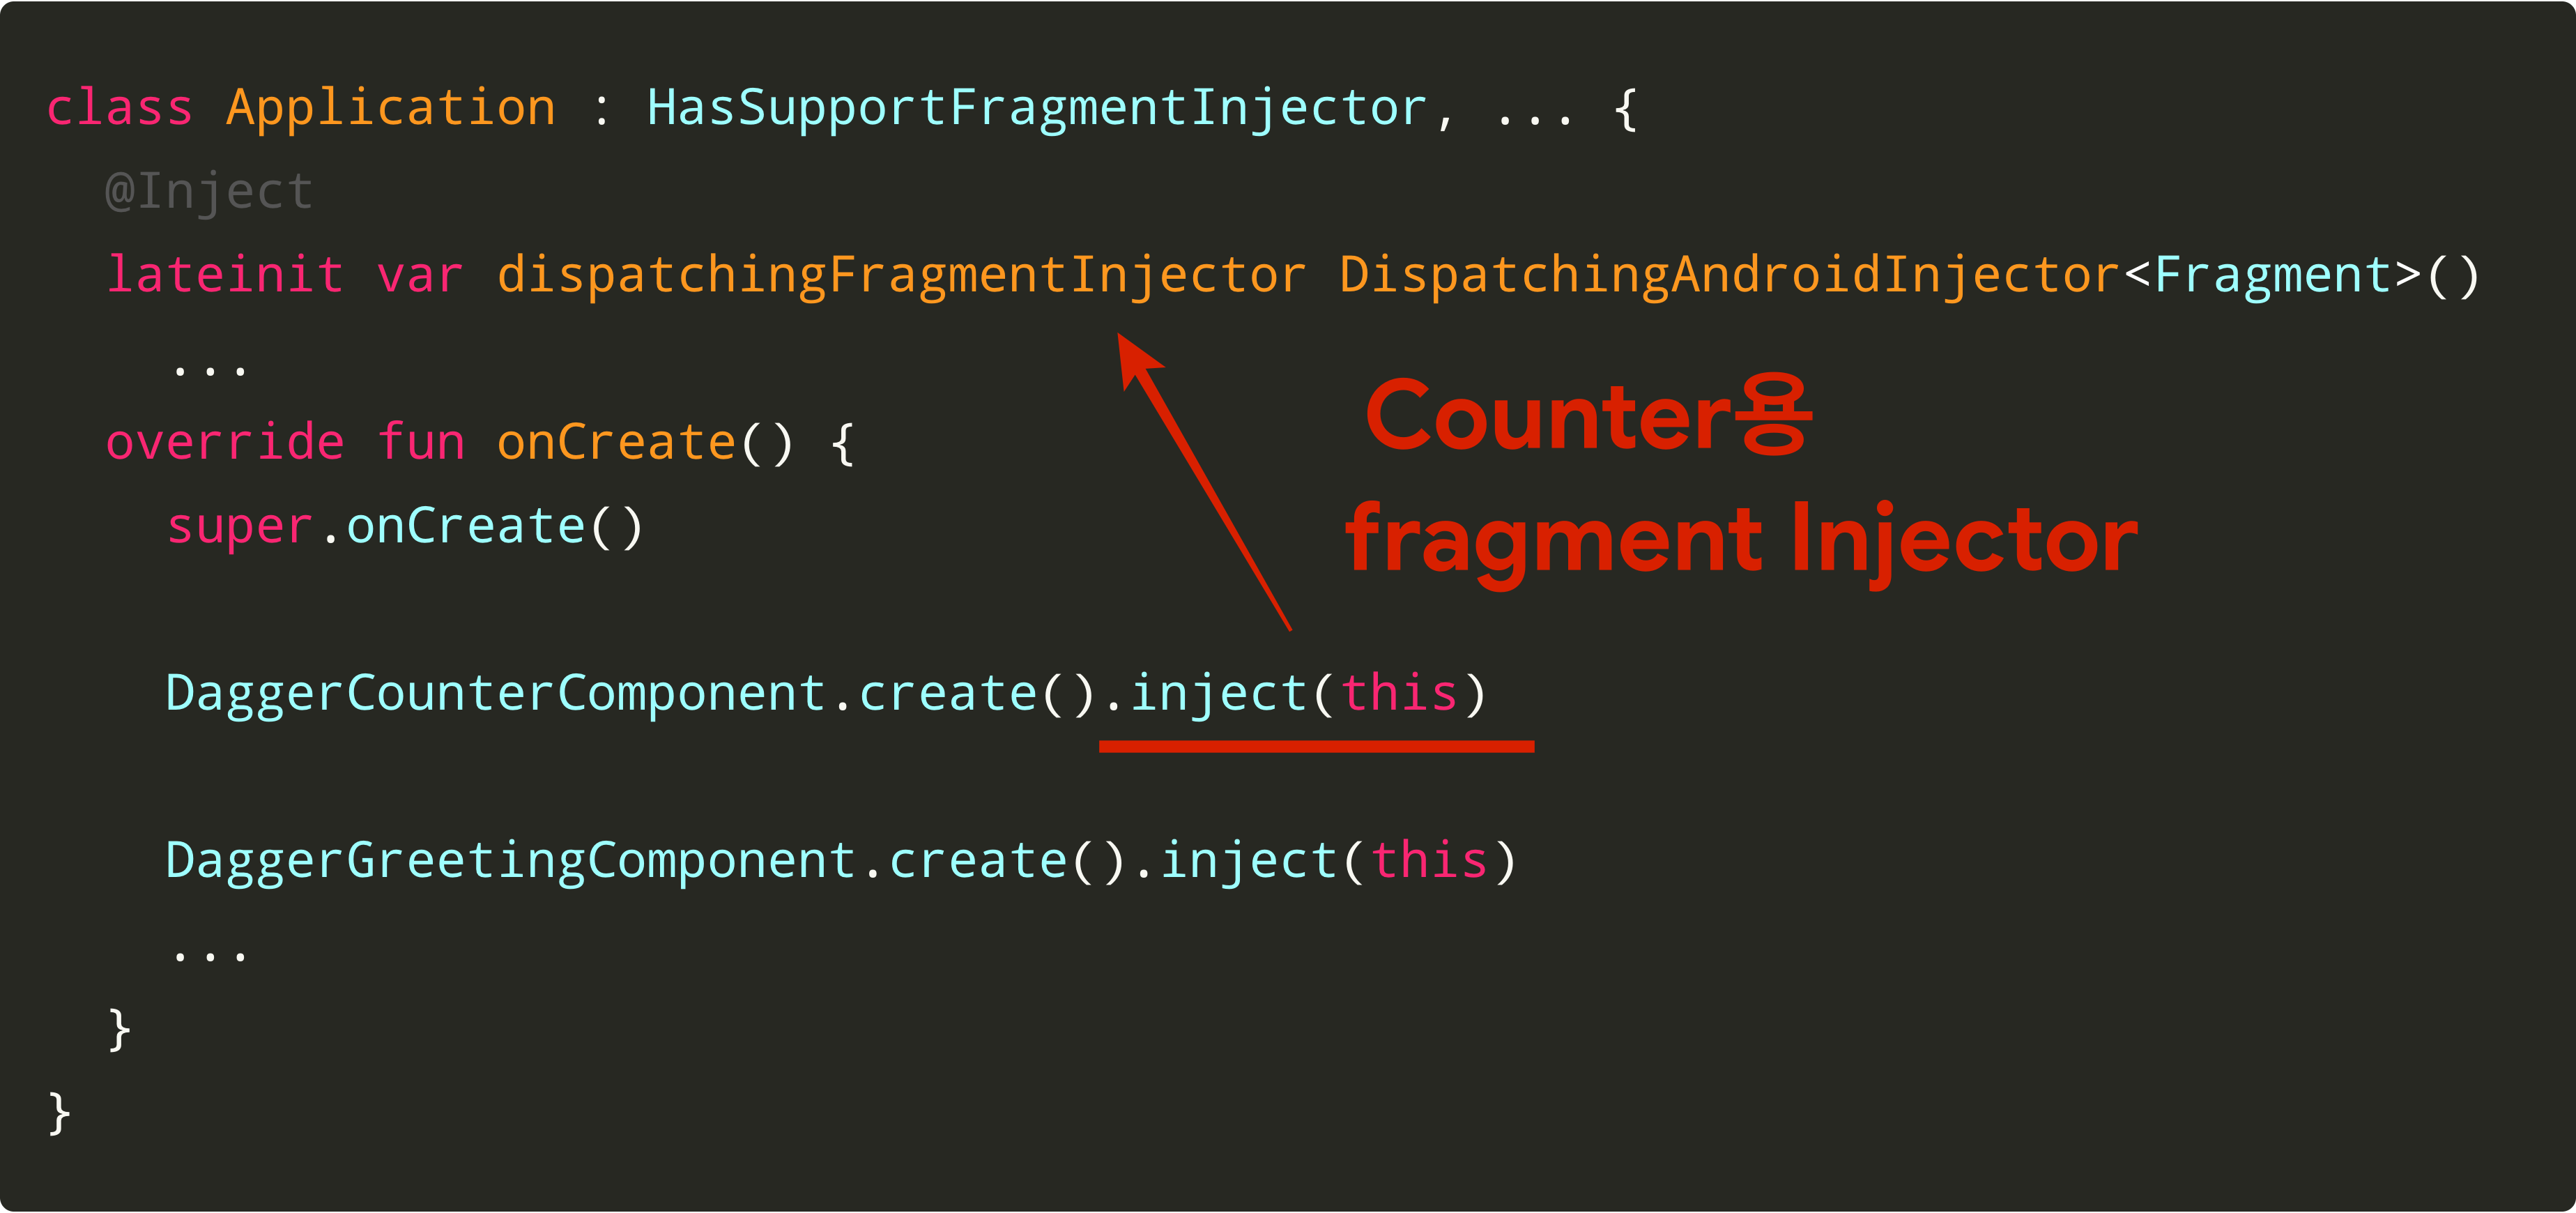 class Application : HasSupportFragmentInjector, ... {
@Inject
lateinit var dispatchingFragmentInjector DispatchingAndroidInjector<Fragment>()
...
override fun onCreate() {
super.onCreate()
Counter용
fragment Injector
DaggerCounterComponent.create().inject(this)
DaggerGreetingComponent.create().inject(this)
...
}
}